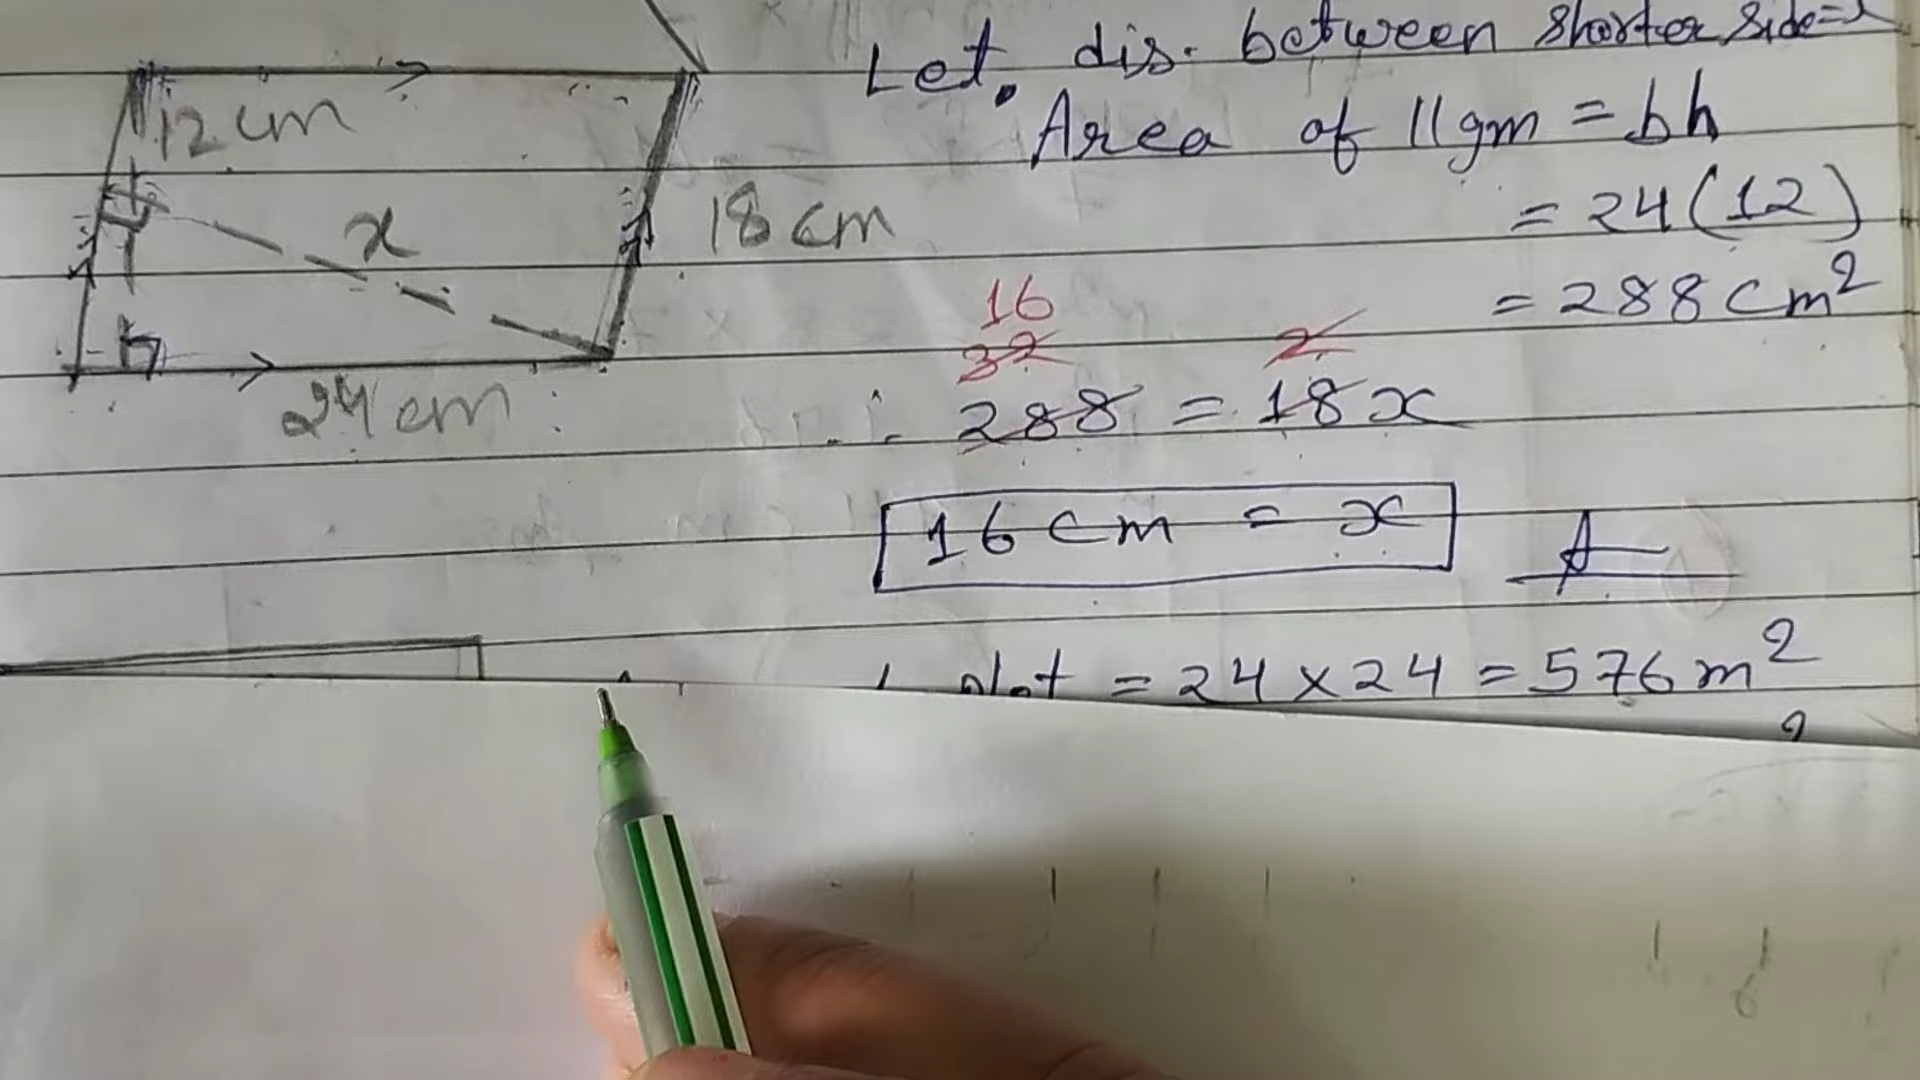 Let. dis. between shorter side = x
Area of ||gm = bh
= 24 (12)
= 288 cm²
12 cm
x
18 cm
24 cm
16
32 2
∴ 288 = 18x
16 cm = x
plot = 24 × 24 = 576 m²